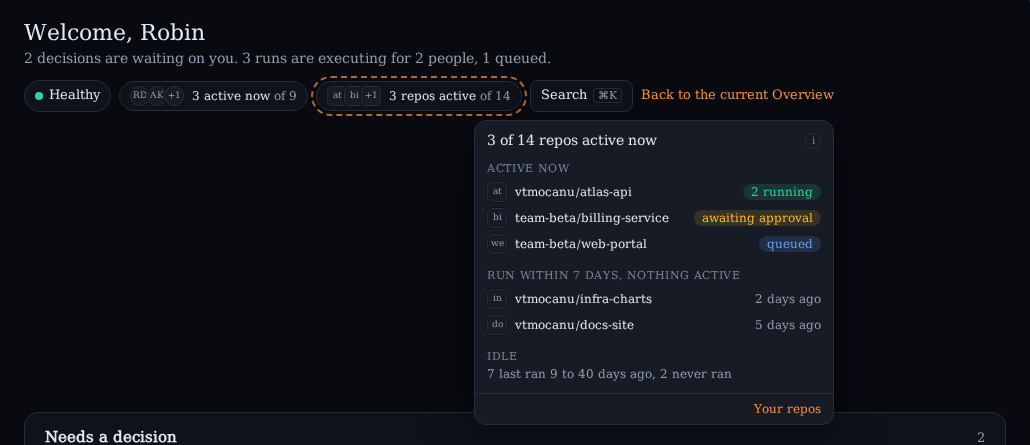 Welcome, Robin
2 decisions are waiting on you. 3 runs are executing for 2 people, 1 queued.
Healthy RD AK +1 3 active now of 9 at bi +1 3 repos active of 14 Search ⌘K Back to the current Overview
3 of 14 repos active now i
ACTIVE NOW
at vtmocanu/atlas-api 2 running
bi team-beta/billing-service awaiting approval
we team-beta/web-portal queued
RUN WITHIN 7 DAYS, NOTHING ACTIVE
in vtmocanu/infra-charts 2 days ago
do vtmocanu/docs-site 5 days ago
IDLE
7 last ran 9 to 40 days ago, 2 never ran
Your repos
Needs a decision 2